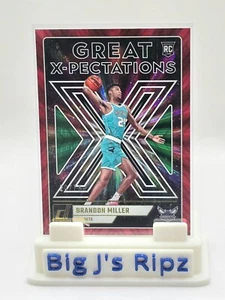 GREAT
RC
X-PECTATIONS
BRANDON MILLER
Big J's Ripz